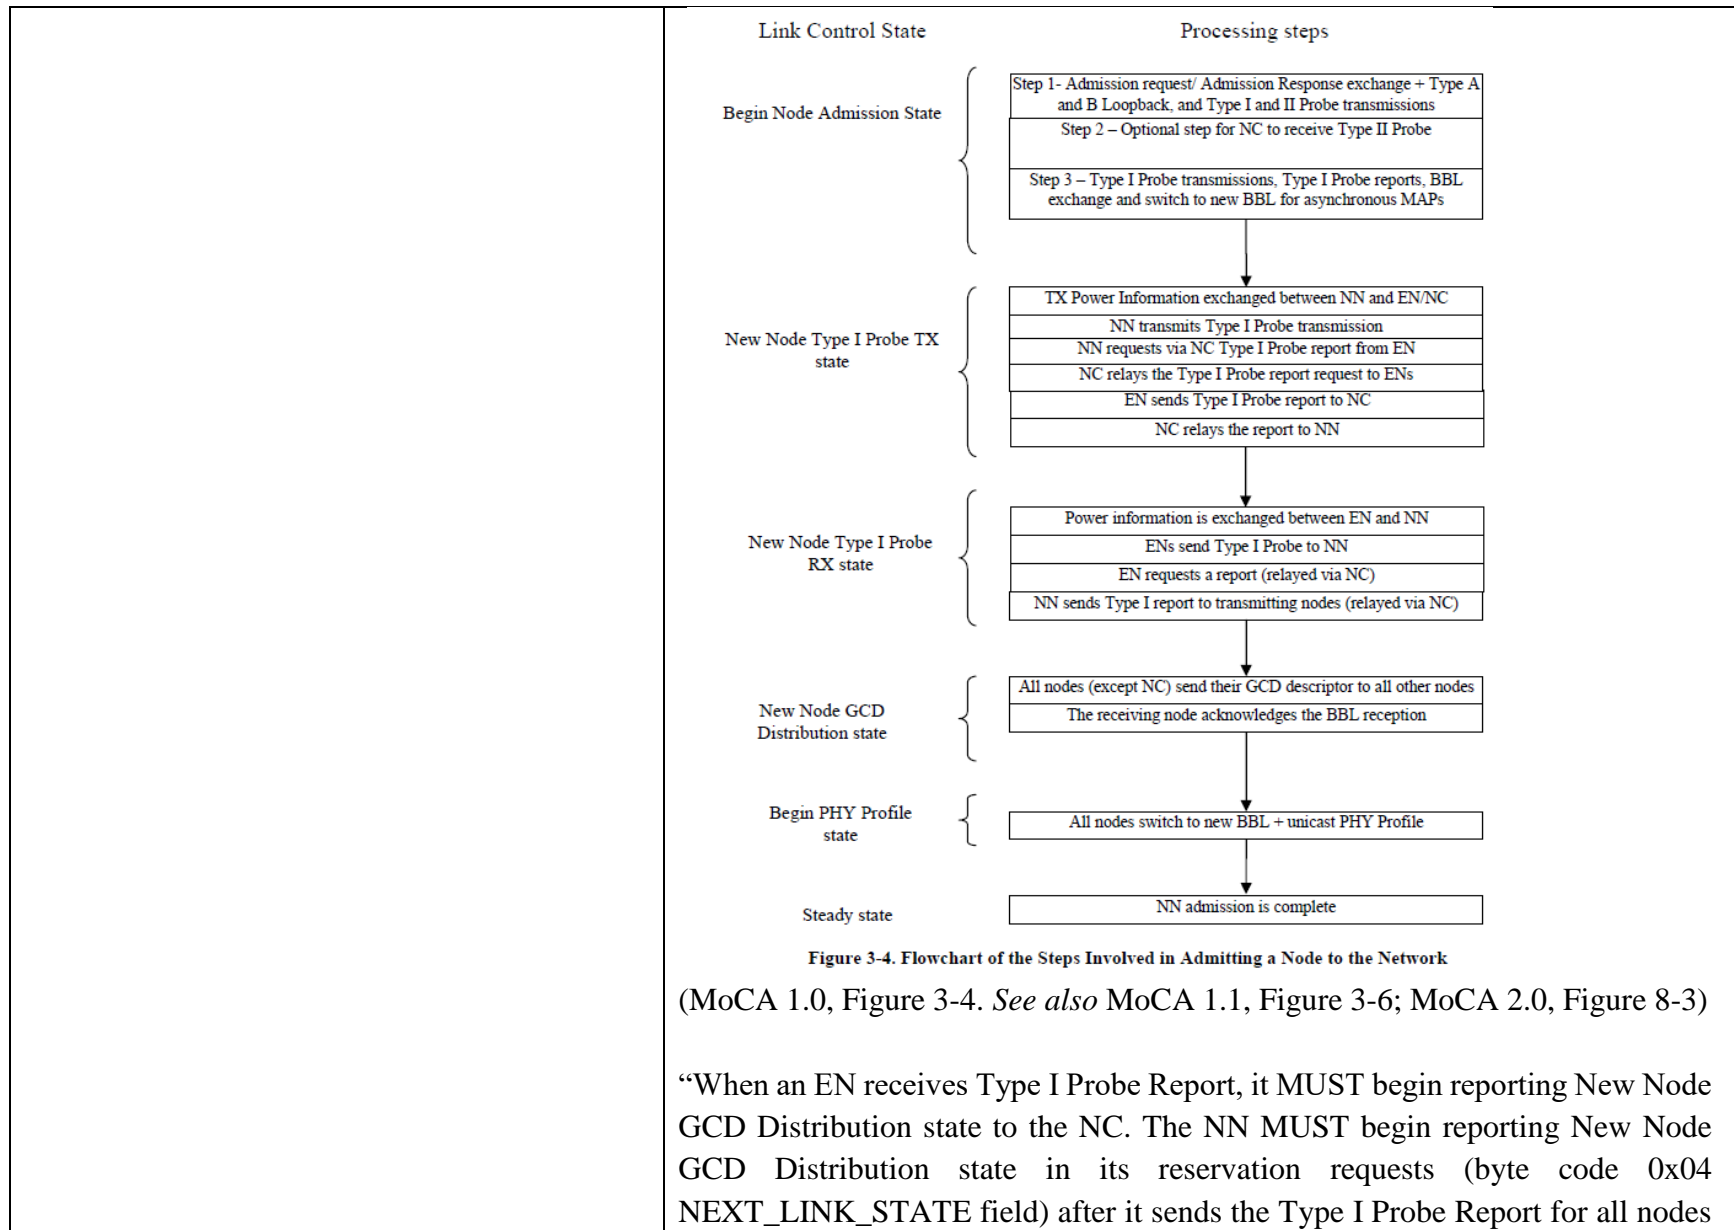 Link Control State
Processing steps
Begin Node Admission State
Step 1- Admission request/ Admission Response exchange + Type A
and B Loopback, and Type I and II Probe transmissions
Step 2 – Optional step for NC to receive Type II Probe
Step 3 – Type I Probe transmissions, Type I Probe reports, BBL
exchange and switch to new BBL for asynchronous MAPs
New Node Type I Probe TX
state
TX Power Information exchanged between NN and EN/NC
NN transmits Type I Probe transmission
NN requests via NC Type I Probe report from EN
NC relays the Type I Probe report request to ENs
EN sends Type I Probe report to NC
NC relays the report to NN
New Node Type I Probe
RX state
Power information is exchanged between EN and NN
ENs send Type I Probe to NN
EN requests a report (relayed via NC)
NN sends Type I report to transmitting nodes (relayed via NC)
New Node GCD
Distribution state
All nodes (except NC) send their GCD descriptor to all other nodes
The receiving node acknowledges the BBL reception
Begin PHY Profile
state
All nodes switch to new BBL + unicast PHY Profile
Steady state
NN admission is complete
Figure 3-4. Flowchart of the Steps Involved in Admitting a Node to the Network
(MoCA 1.0, Figure 3-4. See also MoCA 1.1, Figure 3-6; MoCA 2.0, Figure 8-3)
“When an EN receives Type I Probe Report, it MUST begin reporting New Node
GCD Distribution state to the NC. The NN MUST begin reporting New Node
GCD Distribution state in its reservation requests (byte code 0x04
NEXT_LINK_STATE field) after it sends the Type I Probe Report for all nodes